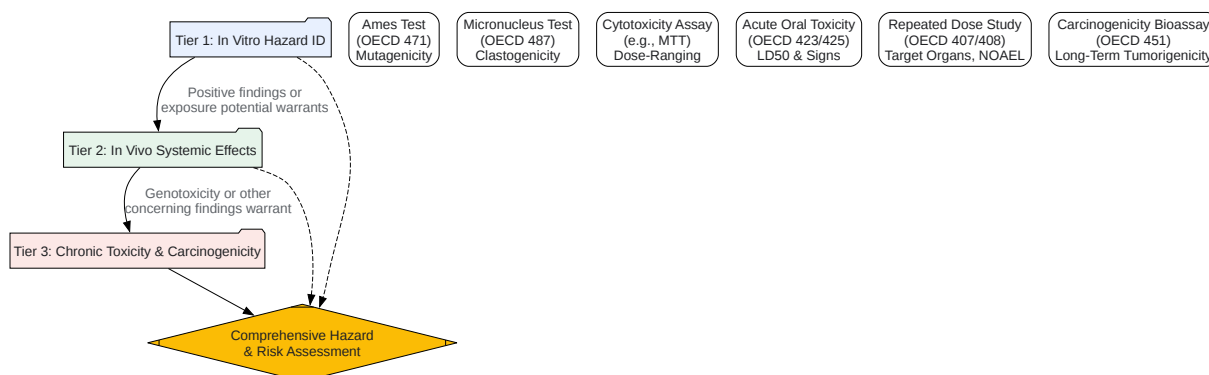 Tier 1: In Vitro Hazard ID
Ames Test
(OECD 471)
Mutagenicity
Micronucleus Test
(OECD 487)
Clastogenicity
Cytotoxicity Assay
(e.g., MTT)
Dose-Ranging
Acute Oral Toxicity
(OECD 423/425)
LD50 & Signs
Repeated Dose Study
(OECD 407/408)
Target Organs, NOAEL
Carcinogenicity Bioassay
(OECD 451)
Long-Term Tumorigenicity
Positive findings or
exposure potential warrants
Tier 2: In Vivo Systemic Effects
Genotoxicity or other
concerning findings warrant
Tier 3: Chronic Toxicity & Carcinogenicity
Comprehensive Hazard
& Risk Assessment